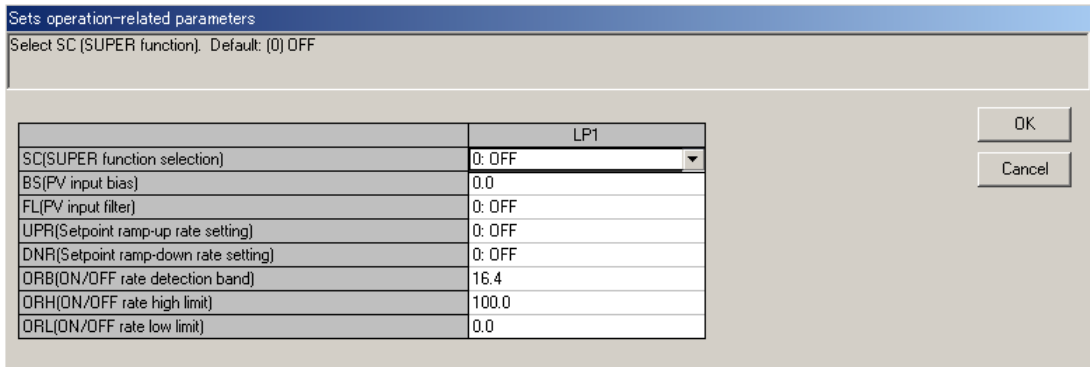 Sets operation-related parameters
Select SC (SUPER function). Default: (0) OFF
LP1
SC(SUPER function selection) 0: OFF
BS(PV input bias) 0.0
FL(PV input filter) 0: OFF
UPR(Setpoint ramp-up rate setting) 0: OFF
DNR(Setpoint ramp-down rate setting) 0: OFF
ORB(ON/OFF rate detection band) 16.4
ORH(ON/OFF rate high limit) 100.0
ORL(ON/OFF rate low limit) 0.0
OK
Cancel